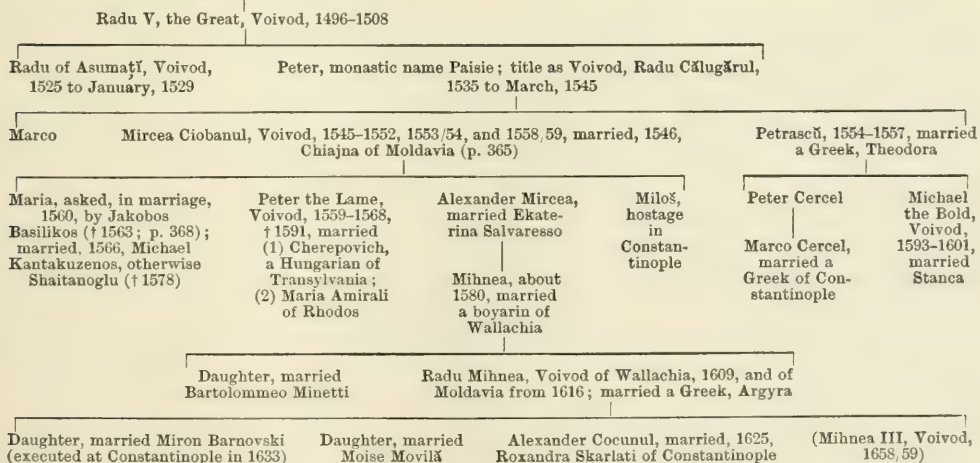 Radu V, the Great, Voivod, 1496–1508
Radu of Asumaţĭ, Voivod,
1525 to January, 1529
Peter, monastic name Paisie; title as Voivod, Radu Călugărul,
1535 to March, 1545
Marco
Mircea Ciobanul, Voivod, 1545–1552, 1553/54, and 1558/59, married, 1546,
Chiajna of Moldavia (p. 365)
Petrascŭ, 1554–1557, married
a Greek, Theodora
Maria, asked, in marriage,
1560, by Jakobos
Basilikos († 1563; p. 368);
married, 1566, Michael
Kantakuzenos, otherwise
Shaitanoglu († 1578)
Peter the Lame,
Voivod, 1559–1568,
† 1591, married
(1) Cherepovich,
a Hungarian of
Transylvania;
(2) Maria Amirali
of Rhodos
Alexander Mircea,
married Ekate-
rina Salvaresso
Mihnea, about
1580, married
a boyarin of
Wallachia
Miloš,
hostage
in
Constan-
tinople
Peter Cercel
Marco Cercel,
married a
Greek of Con-
stantinople
Michael
the Bold,
Voivod,
1593–1601,
married
Stanca
Daughter, married
Bartolommeo Minetti
Radu Mihnea, Voivod of Wallachia, 1609, and of
Moldavia from 1616; married a Greek, Argyra
Daughter, married Miron Barnovski
(executed at Constantinople in 1633)
Daughter, married
Moise Movilă
Alexander Cocunul, married, 1625,
Roxandra Skarlati of Constantinople
(Mihnea III, Voivod,
1658/59)